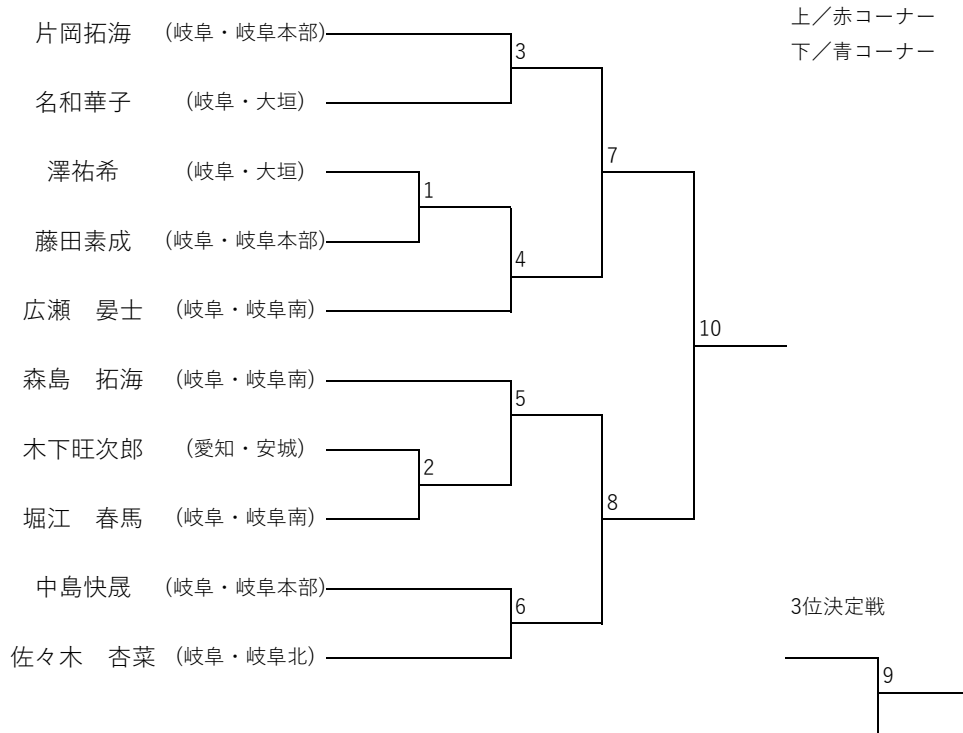 上／赤コーナー
片岡拓海 (岐阜・岐阜本部)
3
下／青コーナー
名和華子 (岐阜・大垣)
7
澤祐希 (岐阜・大垣)
1
藤田素成 (岐阜・岐阜本部)
4
広瀬　晏士 (岐阜・岐阜南)
10
森島　拓海 (岐阜・岐阜南)
5
木下旺次郎 (愛知・安城)
2
8
堀江　春馬 (岐阜・岐阜南)
中島快晟 (岐阜・岐阜本部)
6
3位決定戦
佐々木　杏菜 (岐阜・岐阜北)
9